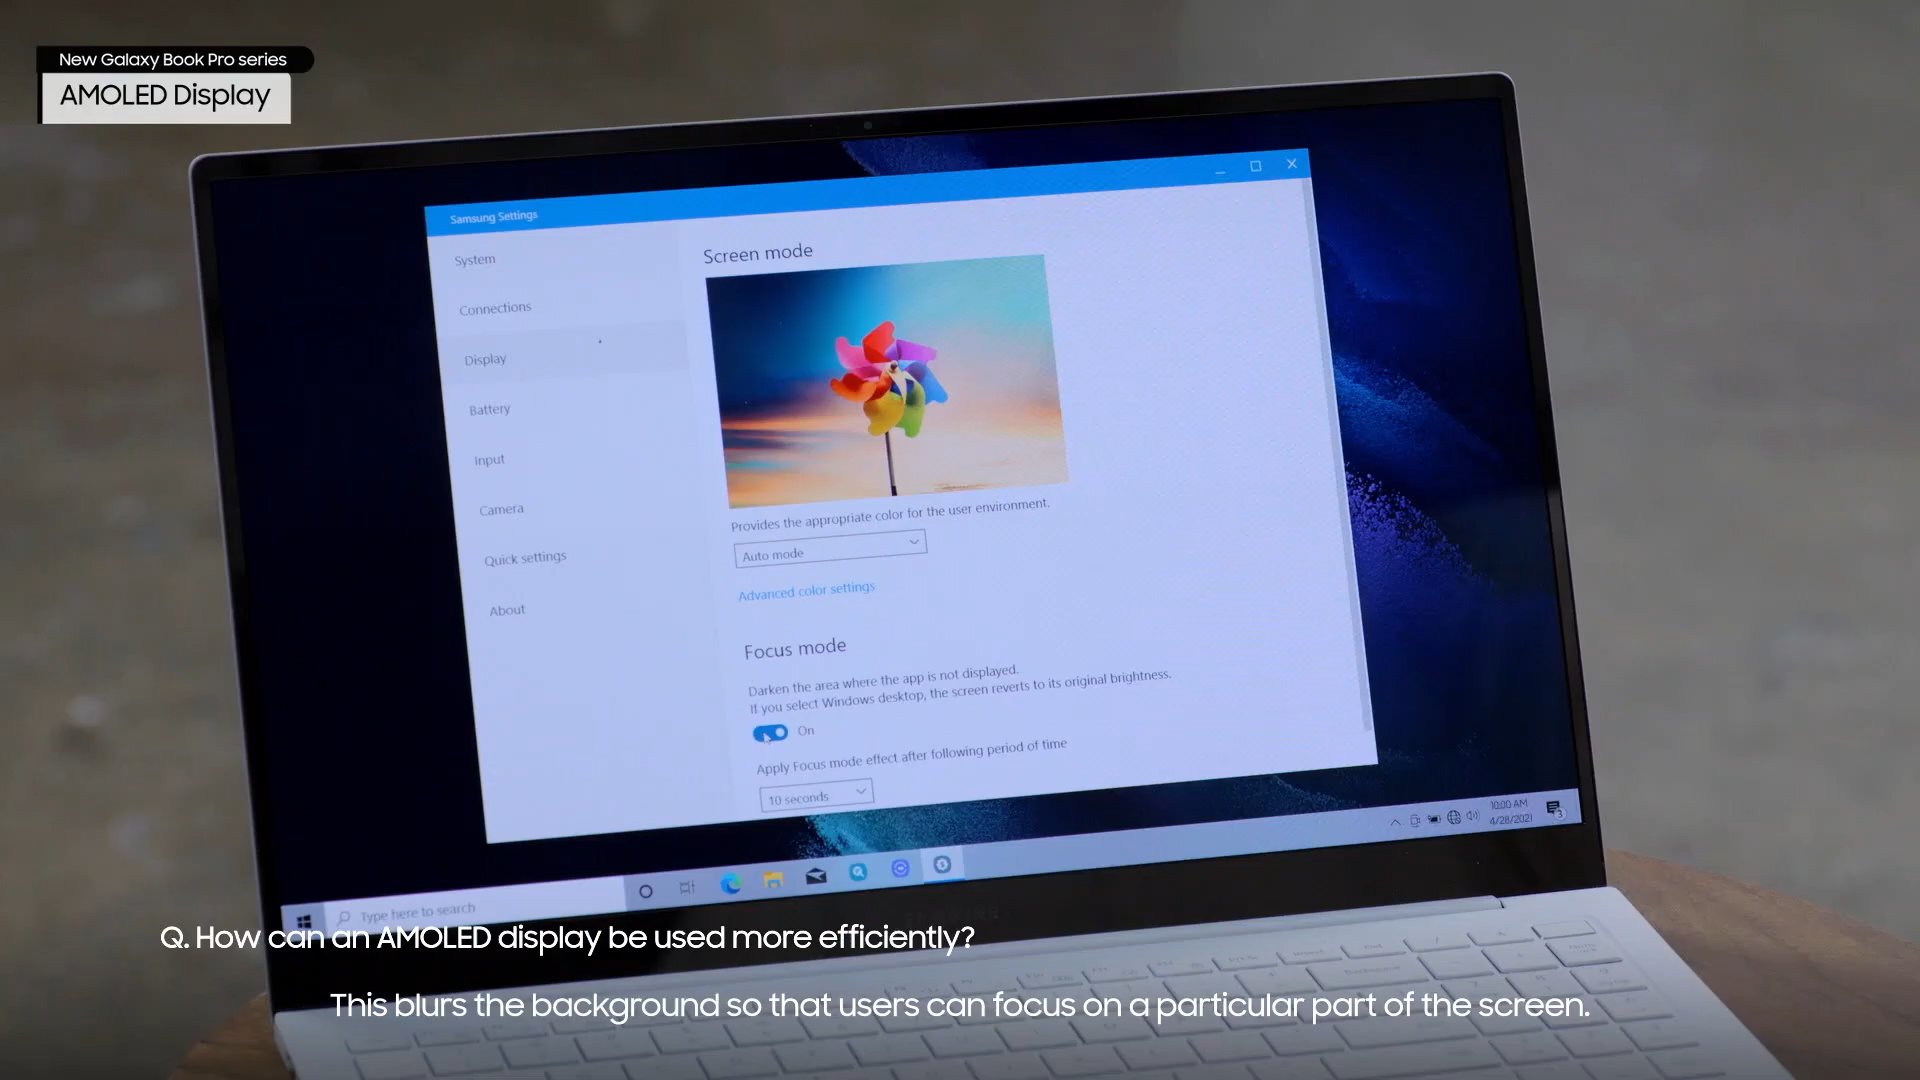 New Galaxy Book Pro series
AMOLED Display
Samsung Settings
System
Connections
Display
Battery
Input
Camera
Quick settings
About
Screen mode
Provides the appropriate color for the user environment.
Auto mode
Advanced color settings
Focus mode
Darken the area where the app is not displayed.
If you select Windows desktop, the screen reverts to its original brightness.
On
Apply Focus mode effect after following period of time
10 seconds
10:00 AM
4/28/2021
3
Type here to search
SAMSUNG
Q. How can an AMOLED display be used more efficiently?
This blurs the background so that users can focus on a particular part of the screen.